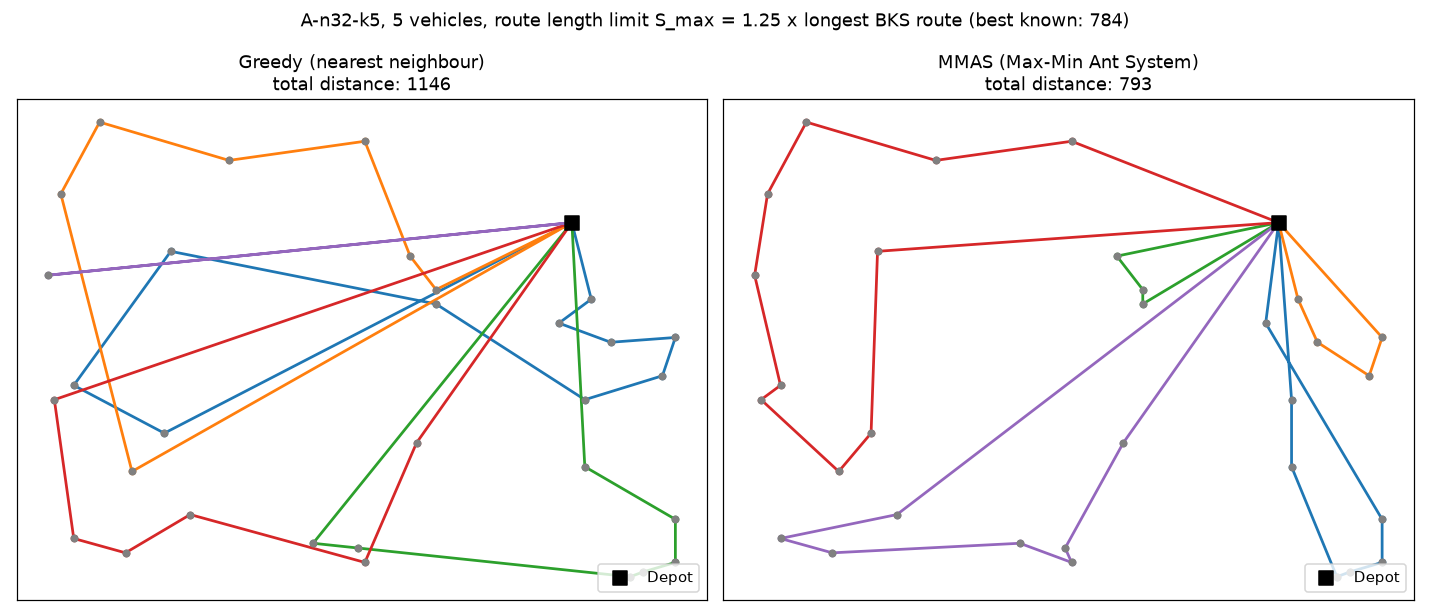 A-n32-k5, 5 vehicles, route length limit S_max = 1.25 x longest BKS route (best known: 784)
Greedy (nearest neighbour)
total distance: 1146
MMAS (Max-Min Ant System)
total distance: 793
Depot
Depot